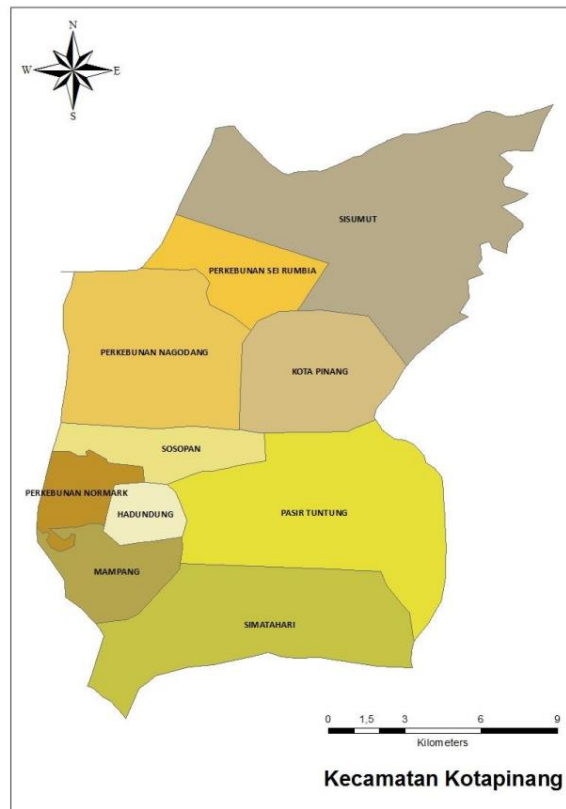 N
W E
S
SISUMUT
PERKEBUNAN SEI RUMBIA
PERKEBUNAN NAGODANG
KOTA PINANG
SOSOPAN
PERKEBUNAN NORMARK
HADUNDUNG
PASIR TUNTUNG
MAMPANG
SIMATAHARI
0 1,5 3 6 9
Kilometers
Kecamatan Kotapinang